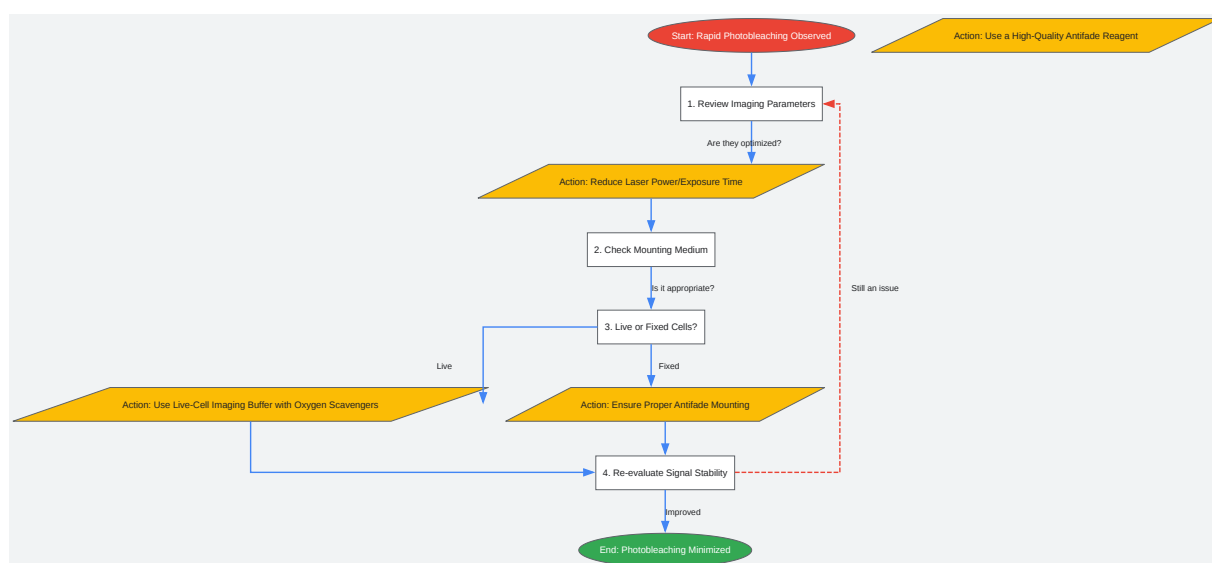 Start: Rapid Photobleaching Observed
Action: Use a High-Quality Antifade Reagent
1. Review Imaging Parameters
Are they optimized?
Action: Reduce Laser Power/Exposure Time
2. Check Mounting Medium
Is it appropriate?
Still an issue
3. Live or Fixed Cells?
Live
Fixed
Action: Use Live-Cell Imaging Buffer with Oxygen Scavengers
Action: Ensure Proper Antifade Mounting
4. Re-evaluate Signal Stability
Improved
End: Photobleaching Minimized